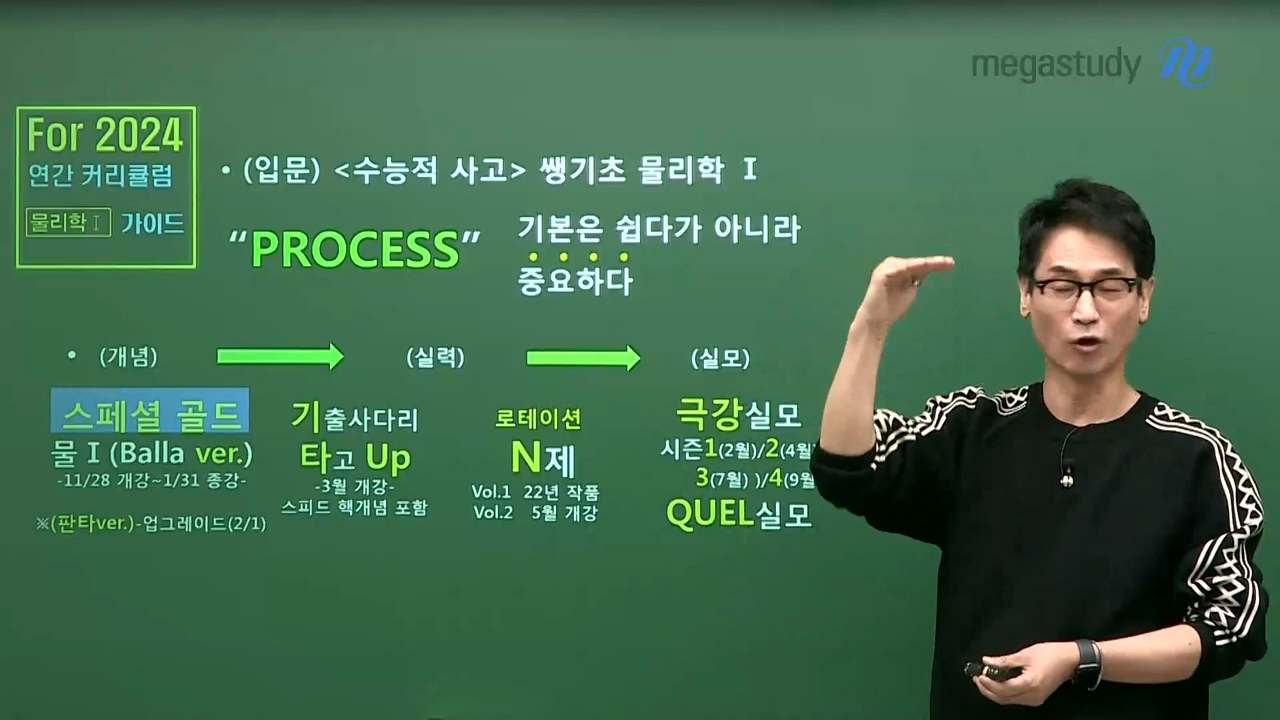 megastudy
For 2024
연간 커리큘럼
물리학 I 가이드
• (입문) <수능적 사고> 쌩기초 물리학 I
“PROCESS”
기본은 쉽다가 아니라
중요하다
• (개념) (실력) (실모)
스페셜 골드
물 I (Balla ver.)
-11/28 개강~1/31 종강-
※(판타ver.)-업그레이드(2/1)
기출사다리
타고 Up
-3월 개강-
스피드 핵개념 포함
로테이션
N제
Vol.1 22년 작품
Vol.2 5월 개강
극강실모
시즌1(2월)/2(4월
3(7월) )/4(9월
QUEL실모